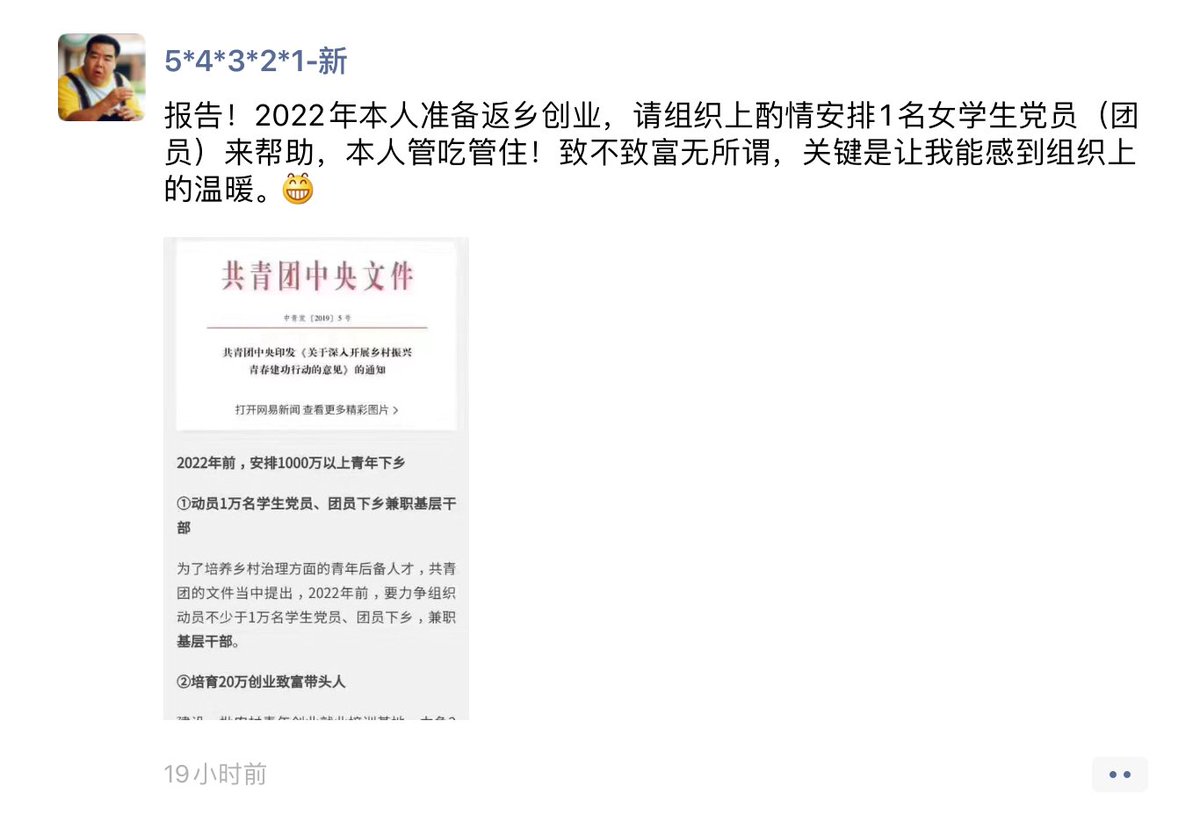 5*4*3*2*1-新
报告！2022年本人准备返乡创业，请组织上酌情安排1名女学生党员（团
员）来帮助，本人管吃管住！致不致富无所谓，关键是让我能感到组织上
的温暖。😁
共青团中央文件
中青发［2019］5号
共青团中央印发《关于深入开展乡村振兴
青春建功行动的意见》的通知
打开网易新闻 查看更多精彩图片 >
2022年前，安排1000万以上青年下乡
①动员1万名学生党员、团员下乡兼职基层干
部
为了培养乡村治理方面的青年后备人才，共青
团的文件当中提出，2022年前，要力争组织
动员不少于1万名学生党员、团员下乡，兼职
基层干部。
②培育20万创业致富带头人
19小时前